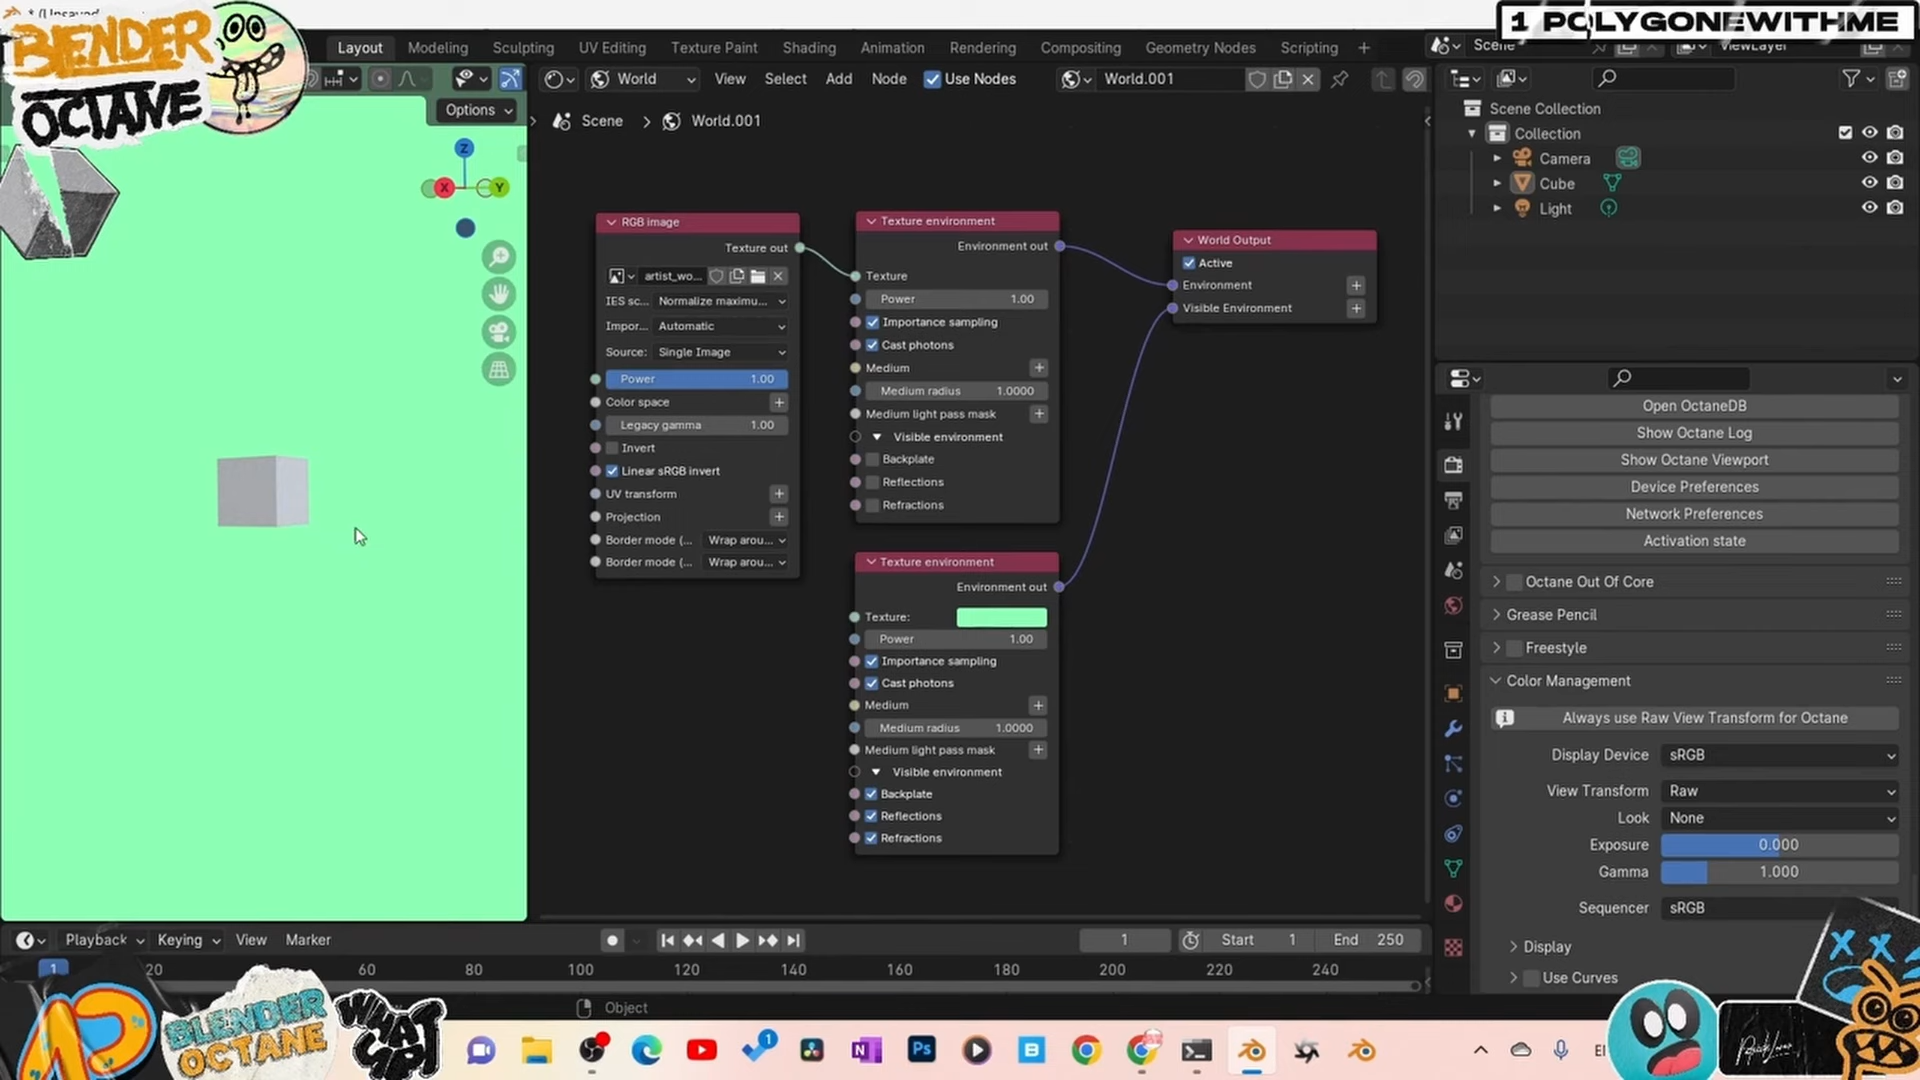 * (Unsaved
BLENDER
OCTANE
1 POLYGONEWITHME
Layout Modeling Sculpting UV Editing Texture Paint Shading Animation Rendering Compositing Geometry Nodes Scripting +
Scene ViewLayer
World View Select Add Node Use Nodes World.001
Options
Scene > World.001
Z
X
Y
RGB image
Texture out
artist_wo...
IES sc... Normalize maximu...
Impor... Automatic
Source: Single Image
Power 1.00
Color space
Legacy gamma 1.00
Invert
Linear sRGB invert
UV transform
Projection
Border mode (... Wrap arou...
Border mode (... Wrap arou...
Texture environment
Environment out
Texture
Power 1.00
Importance sampling
Cast photons
Medium
Medium radius 1.0000
Medium light pass mask
Visible environment
Backplate
Reflections
Refractions
Texture environment
Environment out
Texture:
Power 1.00
Importance sampling
Cast photons
Medium
Medium radius 1.0000
Medium light pass mask
Visible environment
Backplate
Reflections
Refractions
World Output
Active
Environment
Visible Environment
Scene Collection
Collection
Camera
Cube
Light
Open OctaneDB
Show Octane Log
Show Octane Viewport
Device Preferences
Network Preferences
Activation state
Octane Out Of Core
Grease Pencil
Freestyle
Color Management
Always use Raw View Transform for Octane
Display Device sRGB
View Transform Raw
Look None
Exposure 0.000
Gamma 1.000
Sequencer sRGB
Display
Use Curves
Playback Keying View Marker
1 Start 1 End 250
1 20 60 80 100 120 140 160 180 200 220 240
Object
BLENDER
OCTANE
WHAT
UP!
1
N
Ps
B